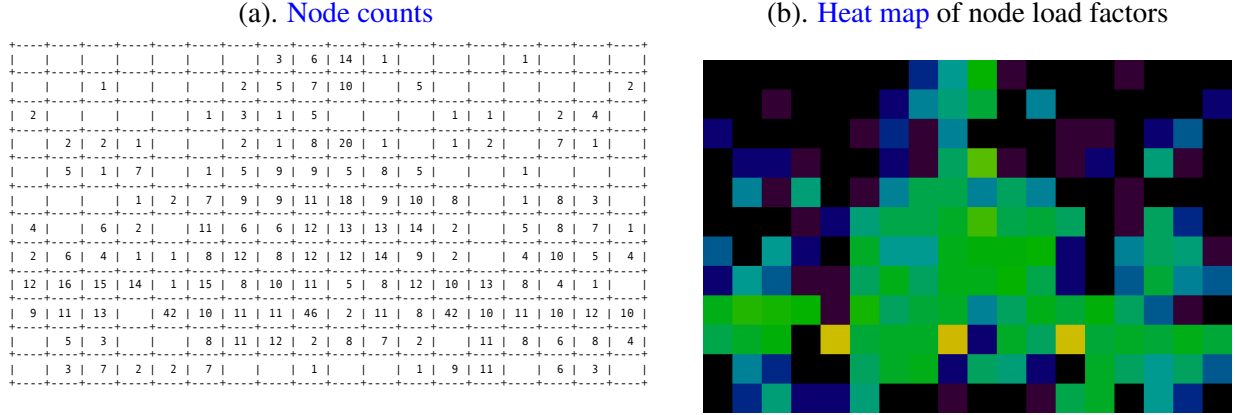 (a). Node counts
+----+----+----+----+----+----+----+----+----+----+----+----+----+----+----+----+----+----+
|    |    |    |    |    |    |    |  3 |  6 | 14 |  1 |    |    |    |  1 |    |    |    |
+----+----+----+----+----+----+----+----+----+----+----+----+----+----+----+----+----+----+
|    |    |  1 |    |    |    |  2 |  5 |  7 | 10 |    |  5 |    |    |    |    |    |  2 |
+----+----+----+----+----+----+----+----+----+----+----+----+----+----+----+----+----+----+
|  2 |    |    |    |    |  1 |  3 |  1 |  5 |    |    |    |  1 |  1 |    |  2 |  4 |    |
+----+----+----+----+----+----+----+----+----+----+----+----+----+----+----+----+----+----+
|    |  2 |  2 |  1 |    |    |  2 |  1 |  8 | 20 |  1 |    |  1 |  2 |    |  7 |  1 |    |
+----+----+----+----+----+----+----+----+----+----+----+----+----+----+----+----+----+----+
|    |  5 |  1 |  7 |    |  1 |  5 |  9 |  9 |  5 |  8 |  5 |    |    |  1 |    |    |    |
+----+----+----+----+----+----+----+----+----+----+----+----+----+----+----+----+----+----+
|    |    |    |  1 |  2 |  7 |  9 |  9 | 11 | 18 |  9 | 10 |  8 |    |  1 |  8 |  3 |    |
+----+----+----+----+----+----+----+----+----+----+----+----+----+----+----+----+----+----+
|  4 |    |  6 |  2 |    | 11 |  6 |  6 | 12 | 13 | 13 | 14 |  2 |    |  5 |  8 |  7 |  1 |
+----+----+----+----+----+----+----+----+----+----+----+----+----+----+----+----+----+----+
|  2 |  6 |  4 |  1 |  1 |  8 | 12 |  8 | 12 | 12 | 14 |  9 |  2 |    |  4 | 10 |  5 |  4 |
+----+----+----+----+----+----+----+----+----+----+----+----+----+----+----+----+----+----+
| 12 | 16 | 15 | 14 |  1 | 15 |  8 | 10 | 11 |  5 |  8 | 12 | 10 | 13 |  8 |  4 |  1 |    |
+----+----+----+----+----+----+----+----+----+----+----+----+----+----+----+----+----+----+
|  9 | 11 | 13 |    | 42 | 10 | 11 | 11 | 46 |  2 | 11 |  8 | 42 | 10 | 11 | 10 | 12 | 10 |
+----+----+----+----+----+----+----+----+----+----+----+----+----+----+----+----+----+----+
|    |  5 |  3 |    |    |  8 | 11 | 12 |  2 |  8 |  7 |  2 |    | 11 |  8 |  6 |  8 |  4 |
+----+----+----+----+----+----+----+----+----+----+----+----+----+----+----+----+----+----+
|    |  3 |  7 |  2 |  2 |  7 |    |    |  1 |    |    |  1 |  9 | 11 |    |  6 |  3 |    |
+----+----+----+----+----+----+----+----+----+----+----+----+----+----+----+----+----+----+
(b). Heat map of node load factors